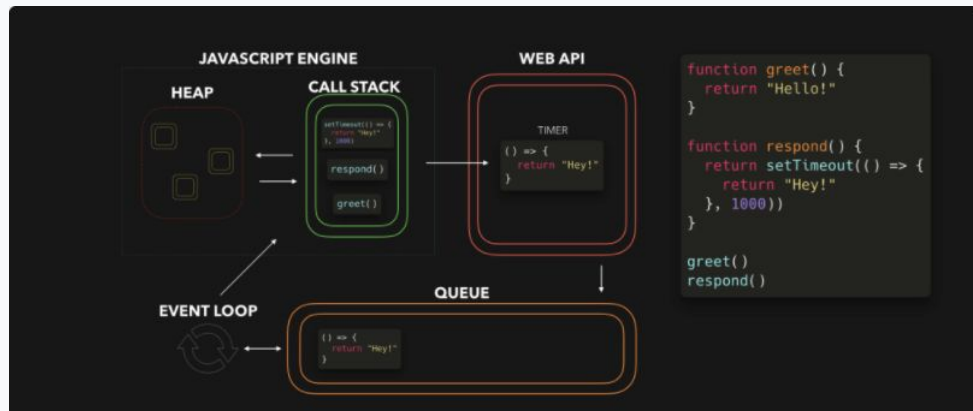 JAVASCRIPT ENGINE
HEAP
CALL STACK
setTimeout(() => {
return "Hey!"
}, 1000)
respond()
greet()
WEB API
TIMER
() => {
return "Hey!"
}
EVENT LOOP
QUEUE
() => {
return "Hey!"
}
function greet() {
return "Hello!"
}
function respond() {
return setTimeout(() => {
return "Hey!"
}, 1000))
}
greet()
respond()